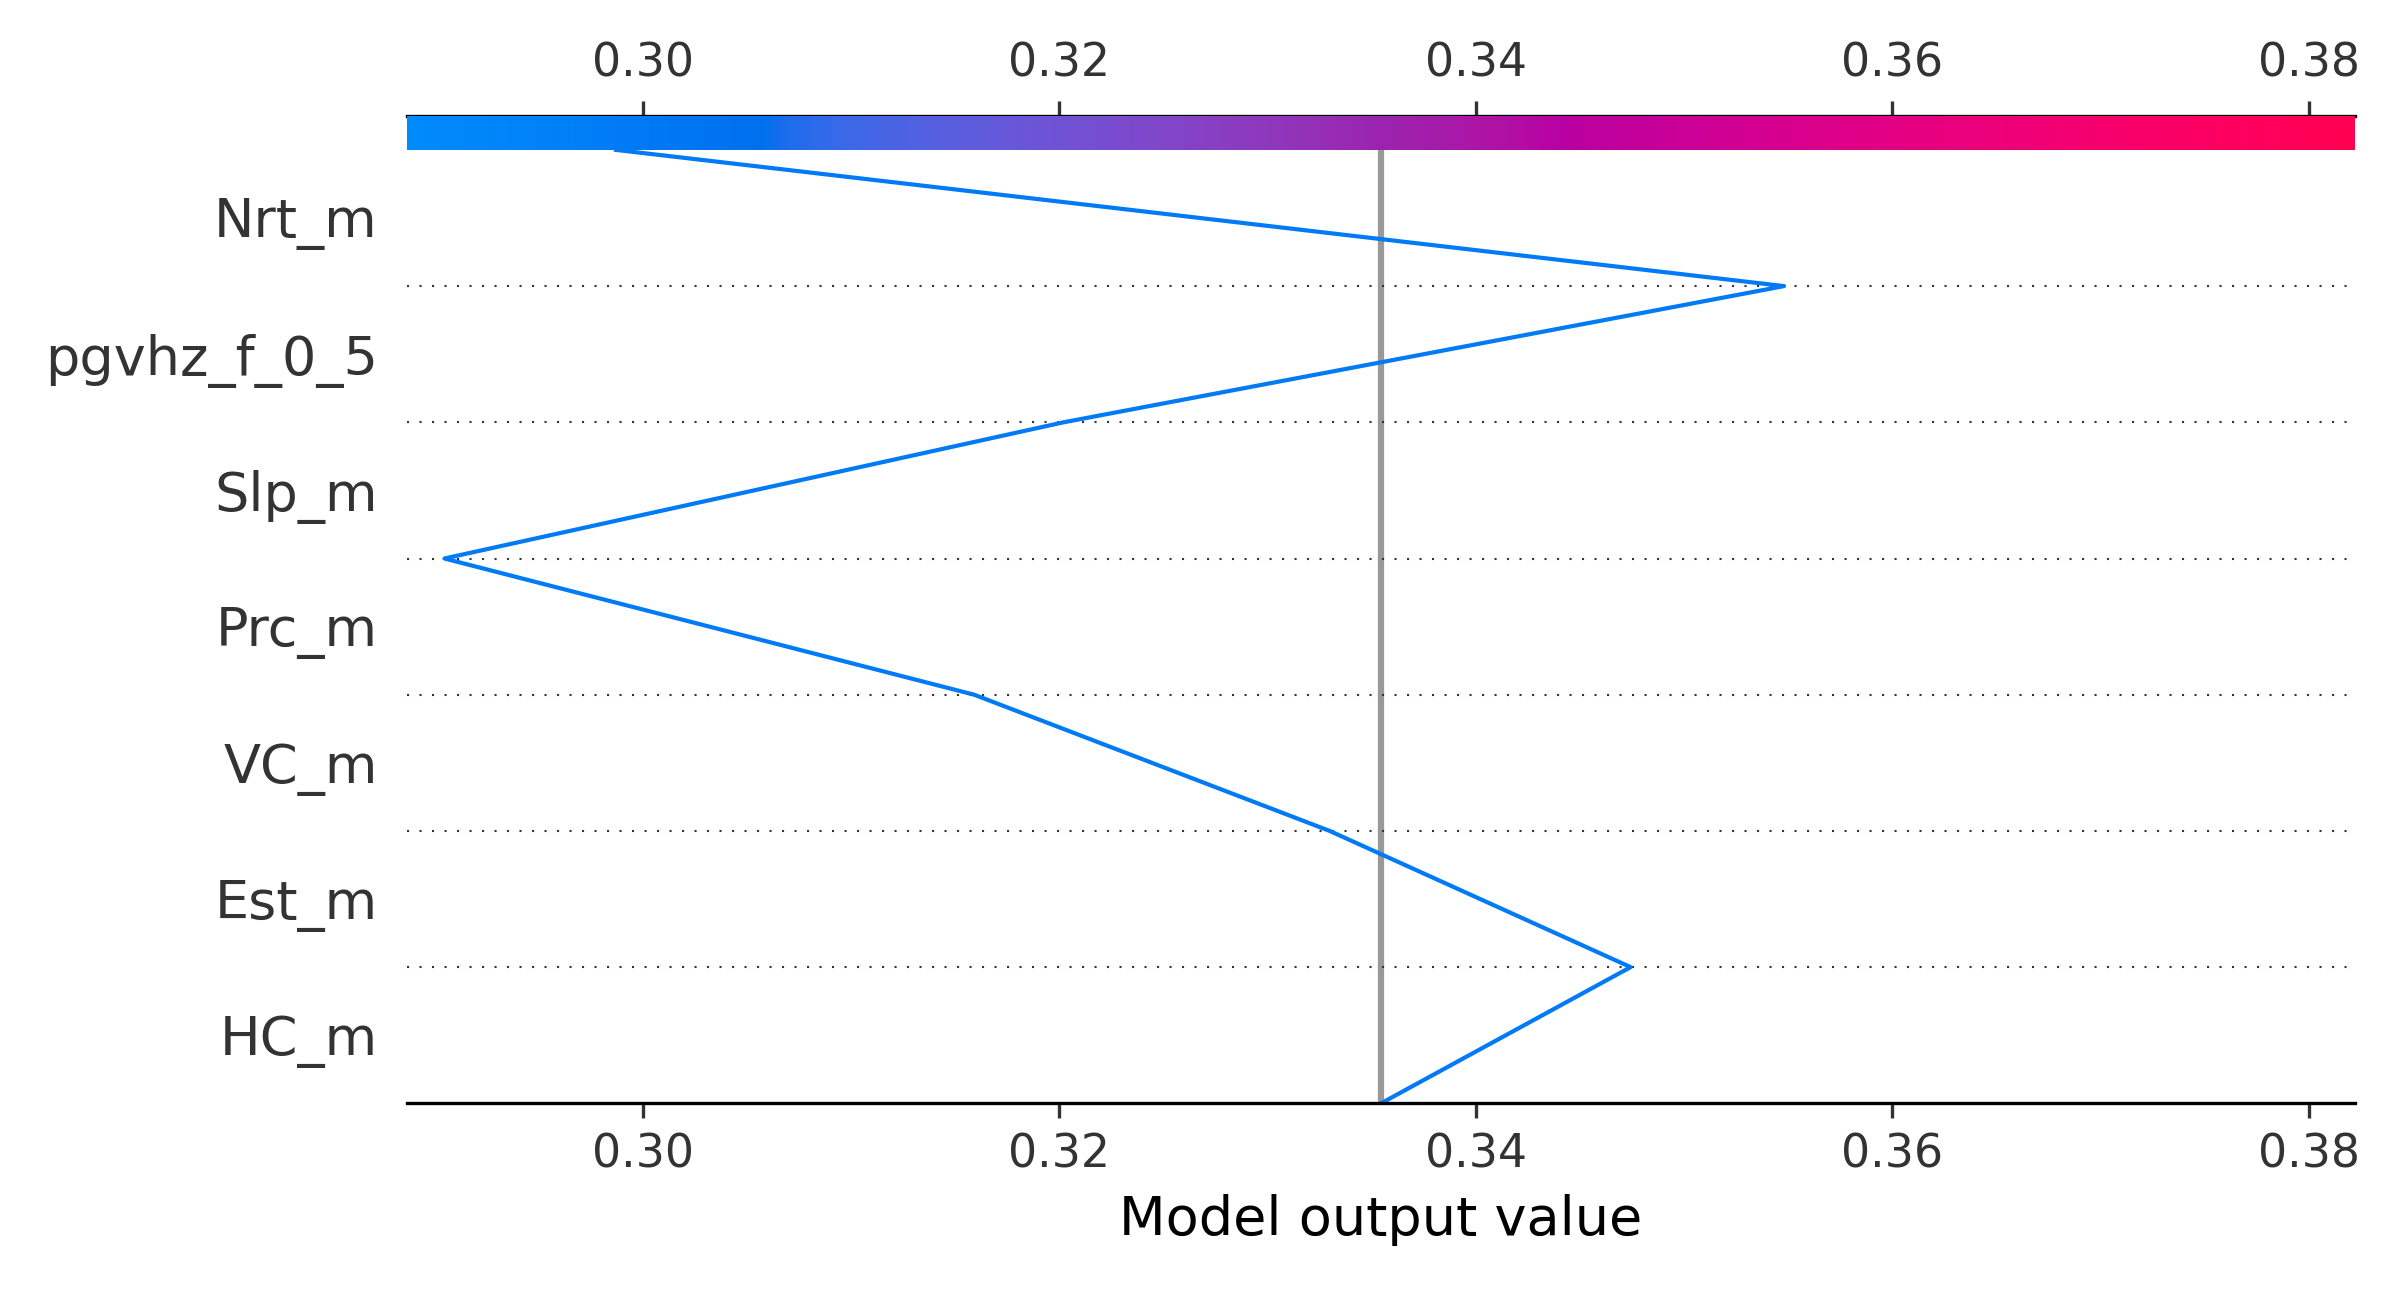 0.30 0.32 0.34 0.36 0.38
Nrt_m
pgvhz_f_0_5
Slp_m
Prc_m
VC_m
Est_m
HC_m
0.30 0.32 0.34 0.36 0.38
Model output value